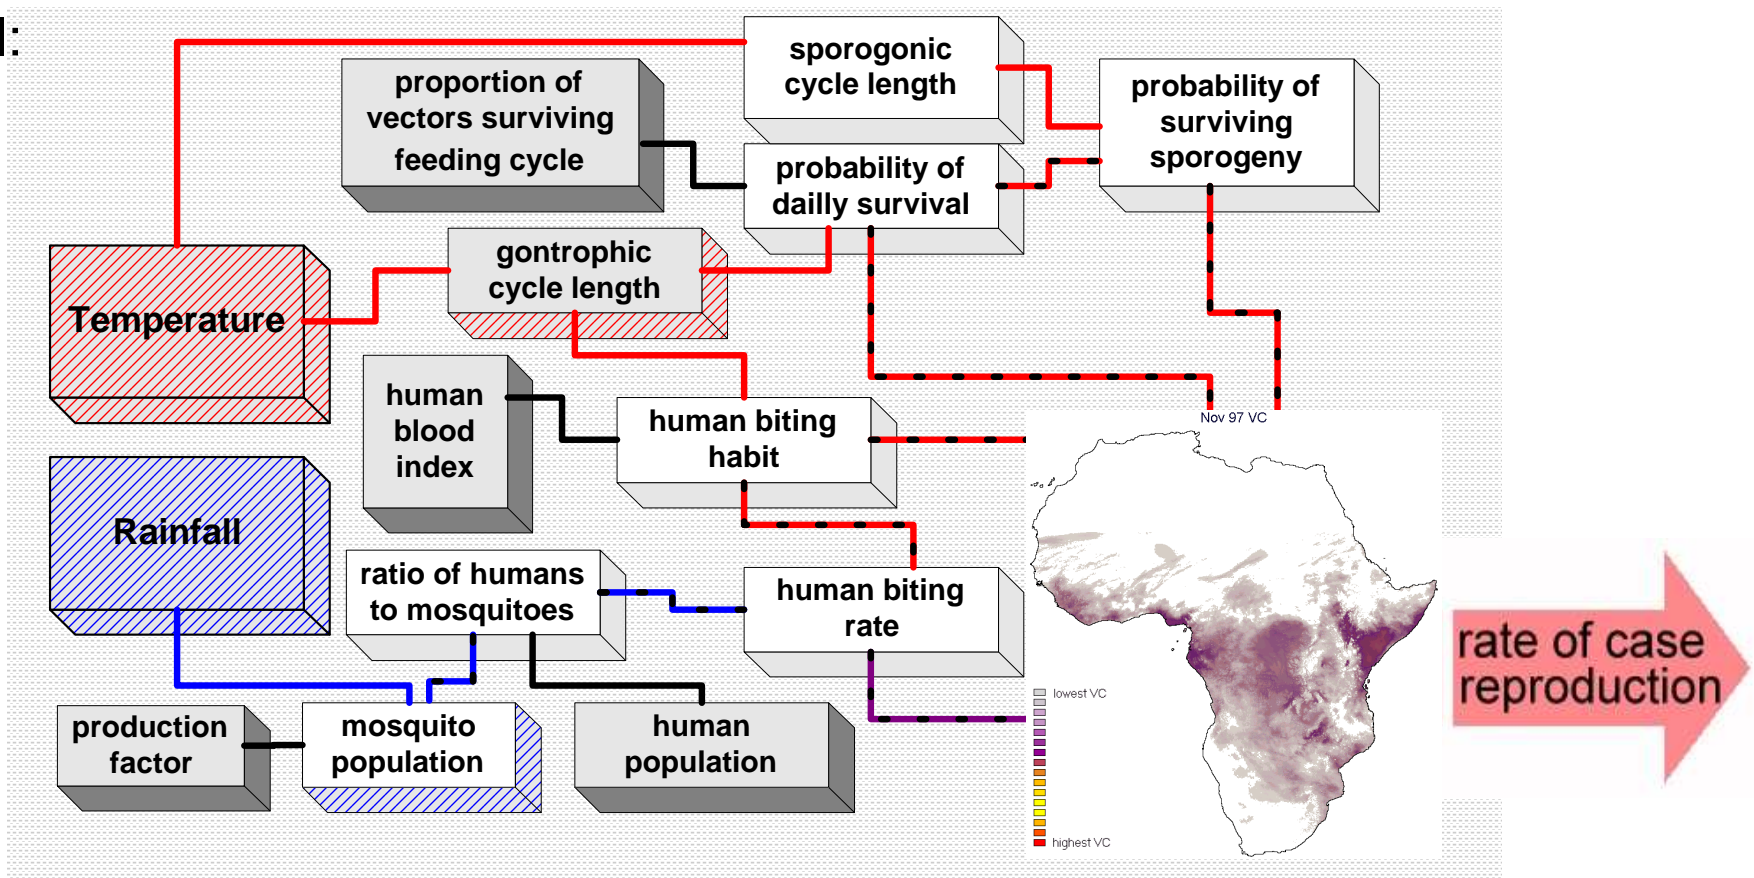 l:
sporogonic
cycle length
proportion of
vectors surviving
feeding cycle
probability of
surviving
sporogeny
probability of
dailly survival
gontrophic
cycle length
Temperature
human
blood
index
human biting
habit
Nov 97 VC
Rainfall
ratio of humans
to mosquitoes
human biting
rate
rate of case
reproduction
lowest VC
production
factor
mosquito
population
human
population
highest VC